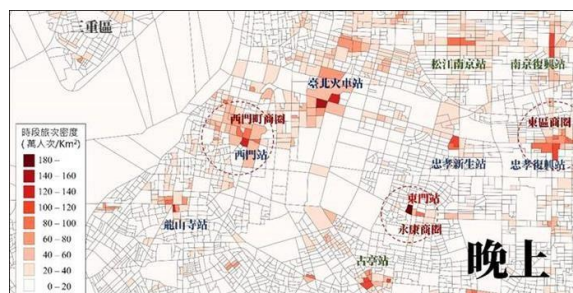 三重區
松江南京站
南京復興站
臺北火車站
西門町商圈
東區商圈
時段旅次密度
(萬人次/Km²)
西門站
忠孝新生站
忠孝復興站
180 –
140 – 160
120 – 140
100 – 120
80 – 100
60 – 80
40 – 60
20 – 40
0 – 20
東門站
龍山寺站
永康商圈
古亭站
晚上